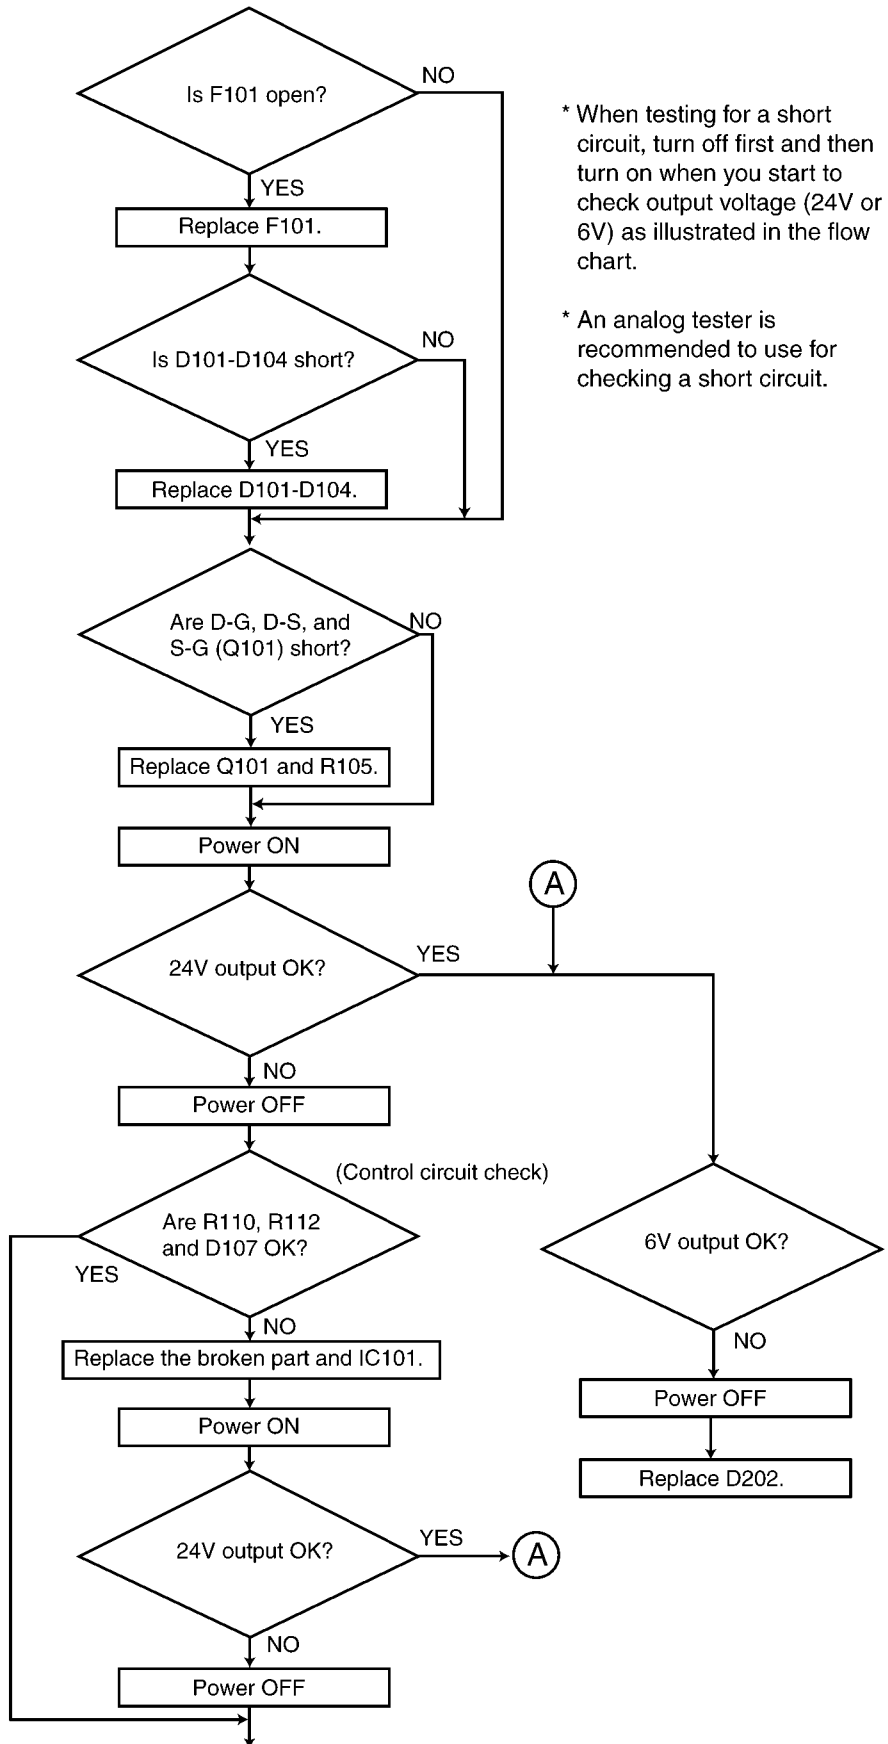 Is F101 open?
NO
YES
Replace F101.
* When testing for a short
circuit, turn off first and then
turn on when you start to
check output voltage (24V or
6V) as illustrated in the flow
chart.
* An analog tester is
recommended to use for
checking a short circuit.
Is D101-D104 short?
NO
YES
Replace D101-D104.
Are D-G, D-S, and
S-G (Q101) short?
NO
YES
Replace Q101 and R105.
Power ON
A
24V output OK?
YES
NO
Power OFF
(Control circuit check)
Are R110, R112
and D107 OK?
YES
NO
6V output OK?
NO
Replace the broken part and IC101.
Power OFF
Power ON
Replace D202.
24V output OK?
YES
A
NO
Power OFF